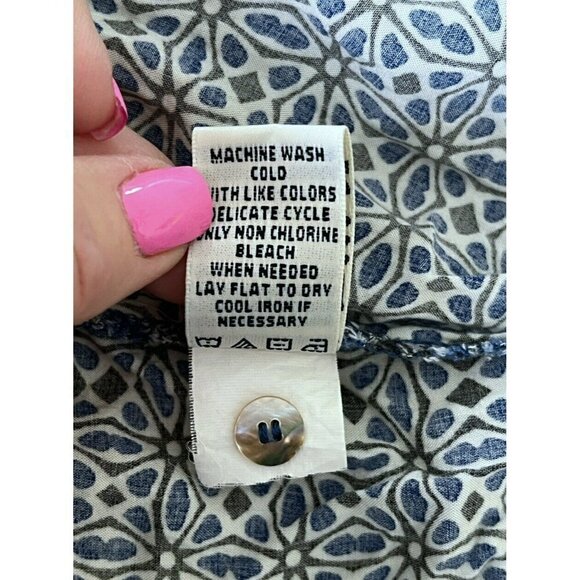 MACHINE WASH
COLD
WITH LIKE COLORS
DELICATE CYCLE
ONLY NON CHLORINE
BLEACH
WHEN NEEDED
LAY FLAT TO DRY
COOL IRON IF
NECESSARY